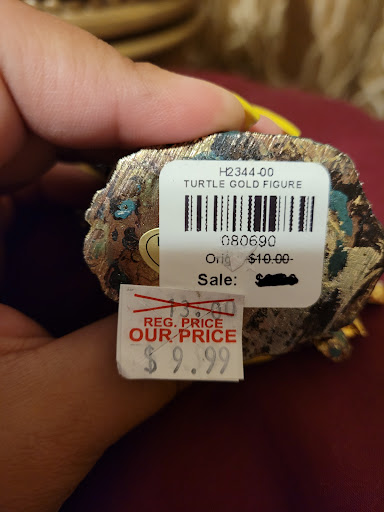 H2344-00
TURTLE GOLD FIGURE
080690
Orig $10.00
Sale:
13.00
REG. PRICE
OUR PRICE
$ 9.99